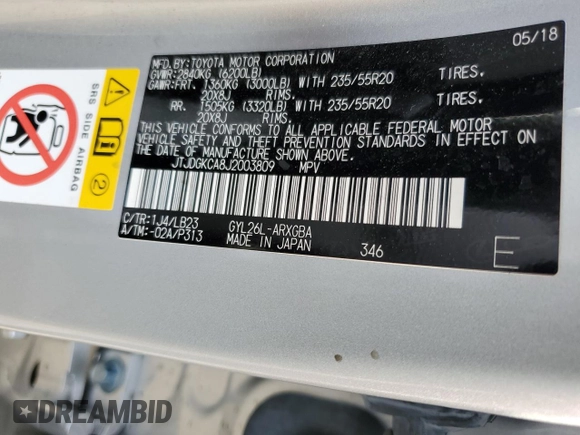 05/18
MFD.BY:TOYOTA MOTOR CORPORATION
GVWR:2840KG (6200LB)
GAWR:FRT. 1360KG (3000LB) WITH 235/55R20 TIRES.
20X8J RIMS.
RR. 1505KG (3320LB) WITH 235/55R20 TIRES.
20X8J RIMS.
THIS VEHICLE CONFORMS TO ALL APPLICABLE FEDERAL MOTOR
VEHICLE SAFETY AND THEFT PREVENTION STANDARDS IN EFFECT ON
THE DATE OF MANUFACTURE SHOWN ABOVE.
JTJDGKCA8J2003809 MPV
C/TR:1J4/LB23 GYL26L-ARXGBA
A/TM:-02A/P313 MADE IN JAPAN 346
E
SRS SIDE AIRBAG
2
DREAMBID